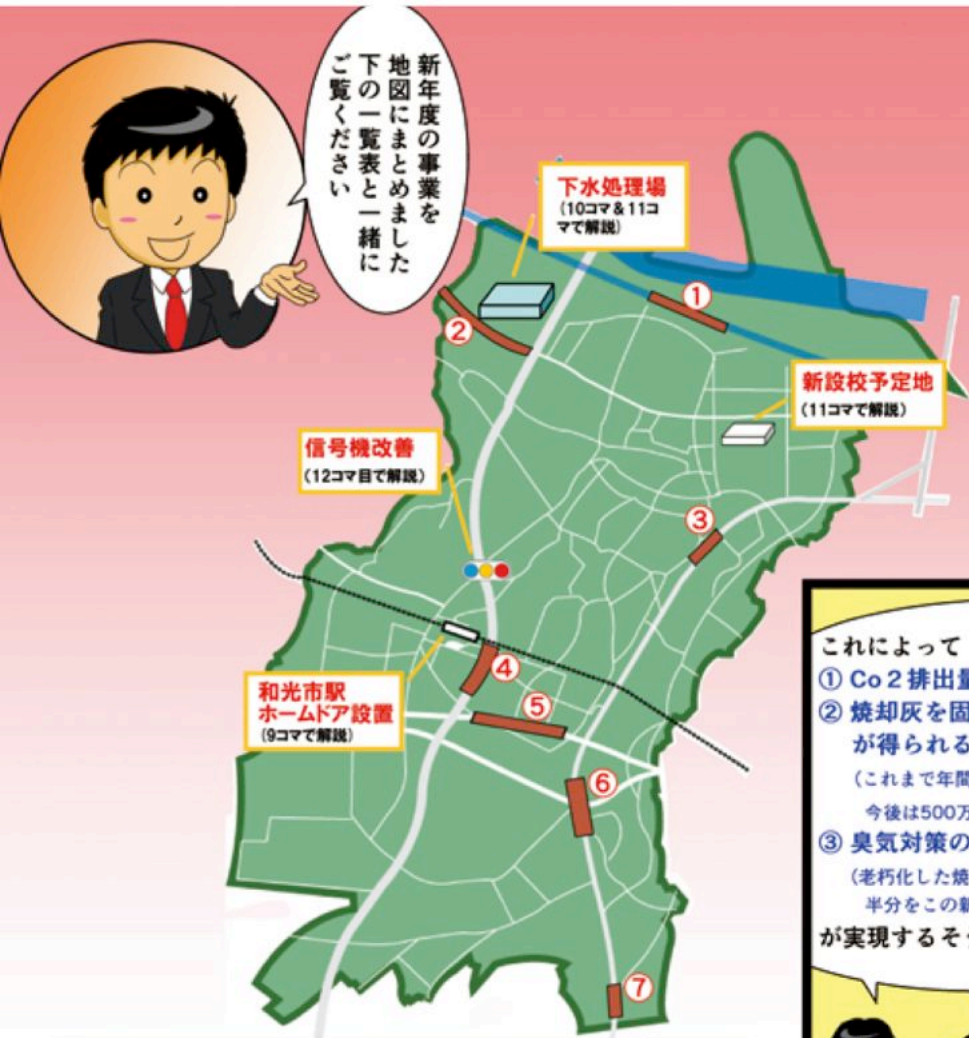 新年度の事業を
地図にまとめました
下の一覧表と一緒に
ご覧ください
下水処理場
(10コマ＆11コ
マで解説)
①
②
新設校予定地
(11コマで解説)
信号機改善
(12コマ目で解説)
③
④
和光市駅
ホームドア設置
(9コマで解説)
⑤
⑥
⑦
これによって
① Co２排出量
② 焼却灰を固
が得られる
(これまで年間
今後は500万
③ 臭気対策の
(老朽化した焼
半分をこの新
が実現するそ